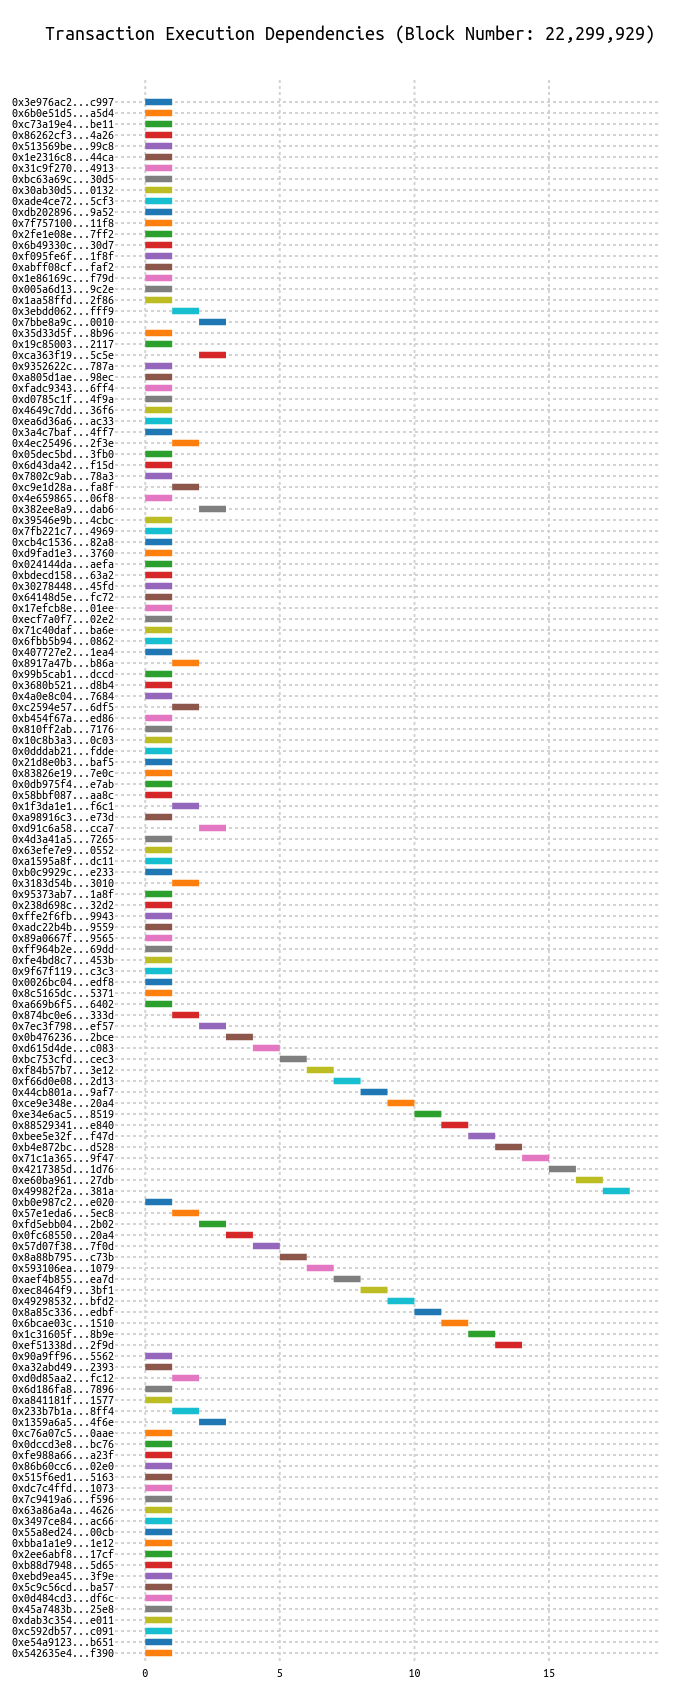 Transaction Execution Dependencies (Block Number: 22,299,929)
0x3e976ac2...c997
0x6b0e51d5...a5d4
0xc73a19e4...be11
0x86262cf3...4a26
0x513569be...99c8
0x1e2316c8...44ca
0x31c9f270...4913
0xbc63a69c...30d5
0x30ab30d5...0132
0xade4ce72...5cf3
0xdb202896...9a52
0x7f757100...11f8
0x2fe1e08e...7ff2
0x6b49330c...30d7
0xf095fe6f...1f8f
0xabff08cf...faf2
0x1e86169c...f79d
0x005a6d13...9c2e
0x1aa58ffd...2f86
0x3ebdd062...fff9
0x7bbe8a9c...0010
0x35d33d5f...8b96
0x19c85003...2117
0xca363f19...5c5e
0x9352622c...787a
0xa805d1ae...98ec
0xfadc9343...6ff4
0xd0785c1f...4f9a
0x4649c7dd...36f6
0xea6d36a6...ac33
0x3a4c7baf...4ff7
0x4ec25496...2f3e
0x05dec5bd...3fb0
0x6d43da42...f15d
0x7802c9ab...78a3
0xc9e1d28a...fa8f
0x4e659865...06f8
0x382ee8a9...dab6
0x39546e9b...4cbc
0x7fb221c7...4969
0xcb4c1536...82a8
0xd9fad1e3...3760
0x024144da...aefa
0xbdecd158...63a2
0x30278448...45fd
0x64148d5e...fc72
0x17efcb8e...01ee
0xecf7a0f7...02e2
0x71c40daf...ba6e
0x6fbb5b94...0862
0x407727e2...1ea4
0x8917a47b...b86a
0x99b5cab1...dccd
0x3680b521...d8b4
0x4a0e8c04...7684
0xc2594e57...6df5
0xb454f67a...ed86
0x810ff2ab...7176
0x10c8b3a3...0c03
0x0dddab21...fdde
0x21d8e0b3...baf5
0x83826e19...7e0c
0x0db975f4...e7ab
0x58bbf087...aa8c
0x1f3da1e1...f6c1
0xa98916c3...e73d
0xd91c6a58...cca7
0x4d3a41a5...7265
0x63efe7e9...0552
0xa1595a8f...dc11
0xb0c9929c...e233
0x3183d54b...3010
0x95373ab7...1a8f
0x238d698c...32d2
0xffe2f6fb...9943
0xadc22b4b...9559
0x89a0667f...9565
0xff964b2e...69dd
0xfe4bd8c7...453b
0x9f67f119...c3c3
0x0026bc04...edf8
0x8c5165dc...5371
0xa669b6f5...6402
0x874bc0e6...333d
0x7ec3f798...ef57
0x0b476236...2bce
0xd615d4de...c083
0xbc753cfd...cec3
0xf84b57b7...3e12
0xf66d0e08...2d13
0x44cb801a...9af7
0xce9e348e...20a4
0xe34e6ac5...8519
0x88529341...e840
0xbee5e32f...f47d
0xb4e872bc...d528
0x71c1a365...9f47
0x4217385d...1d76
0xe60ba961...27db
0x49982f2a...381a
0xb0e987c2...e020
0x57e1eda6...5ec8
0xfd5ebb04...2b02
0x0fc68550...20a4
0x57d07f38...7f0d
0x8a88b795...c73b
0x593106ea...1079
0xaef4b855...ea7d
0xec8464f9...3bf1
0x49298532...bfd2
0x8a85c336...edbf
0x6bcae03c...1510
0x1c31605f...8b9e
0xef51338d...2f9d
0x90a9ff96...5562
0xa32abd49...2393
0xd0d85aa2...fc12
0x6d186fa8...7896
0xa841181f...1577
0x233b7b1a...8ff4
0x1359a6a5...4f6e
0xc76a07c5...0aae
0x0dccd3e8...bc76
0xfe988a66...a23f
0x86b60cc6...02e0
0x515f6ed1...5163
0xdc7c4ffd...1073
0x7c9419a6...f596
0x63a86a4a...4626
0x3497ce84...ac66
0x55a8ed24...00cb
0xbba1a1e9...1e12
0x2ee6abf8...17cf
0xb88d7948...5d65
0xebd9ea45...3f9e
0x5c9c56cd...ba57
0x0d484cd3...df6c
0x45a7483b...25e8
0xdab3c354...e011
0xc592db57...c091
0xe54a9123...b651
0x542635e4...f390
0 5 10 15